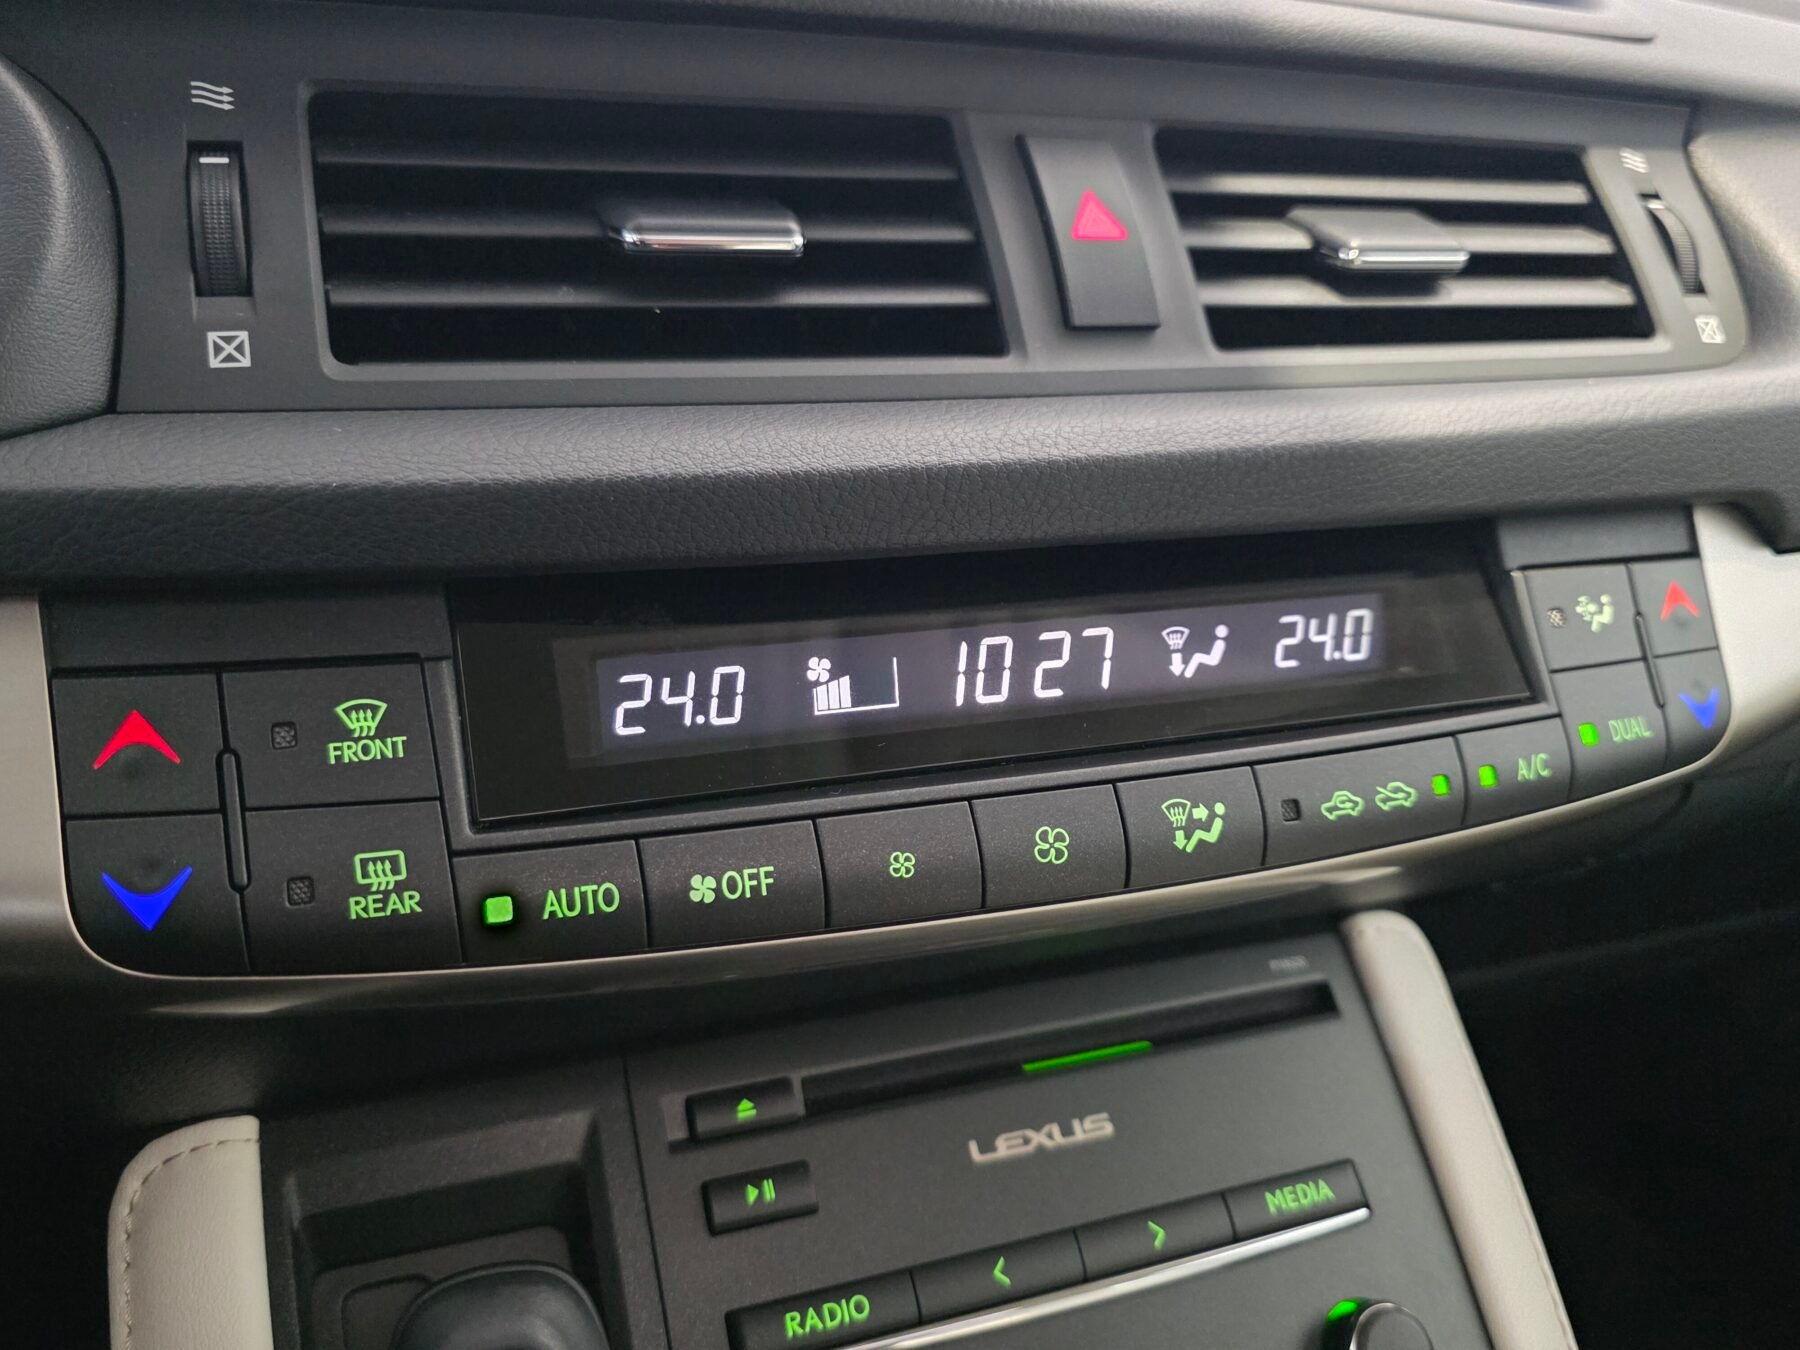 24.0 10 27 24.0
FRONT
REAR
AUTO
OFF
A/C
DUAL
LEXUS
MEDIA
RADIO